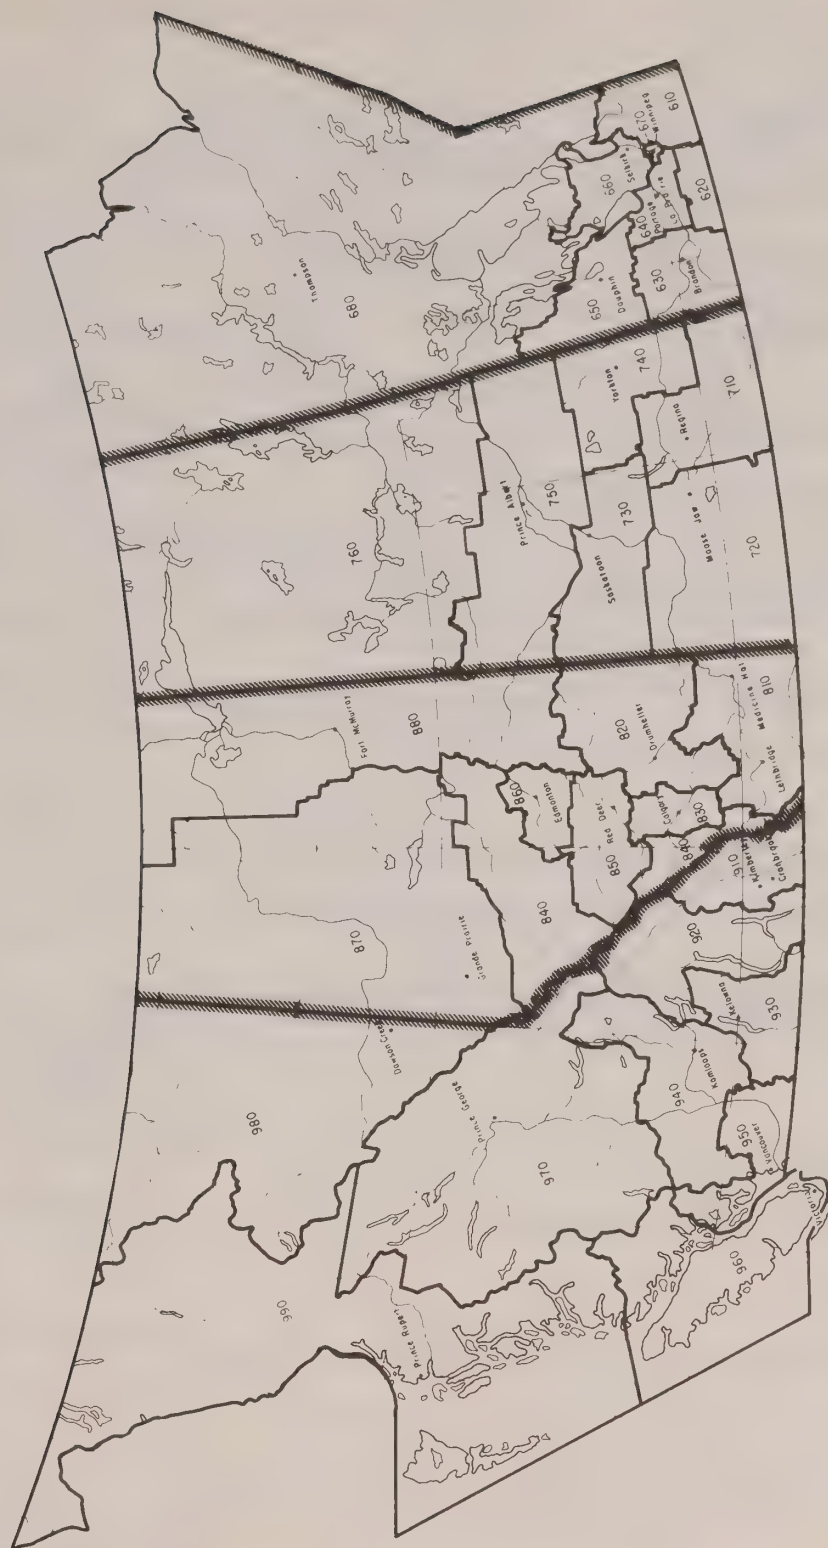 990
Prince Rupert
960
Victoria
980
Dawson Creek
Prince George
970
940
Kamloops
950
Vancouver
Kelowna
930
920
910
Kimberley
Cranbrook
870
Grande Prairie
840
860
Edmonton
850
Red Deer
840
Calgary
830
880
Fort McMurray
820
Drumheller
810
Medicine Hat
Lethbridge
760
750
Prince Albert
Saskatoon
730
Moose Jaw
720
740
Yorkton
Regina
710
Thompson
680
650
Dauphin
630
Brandon
660
Selkirk
640
Portage
La Prairie
620
670
Winnipeg
610